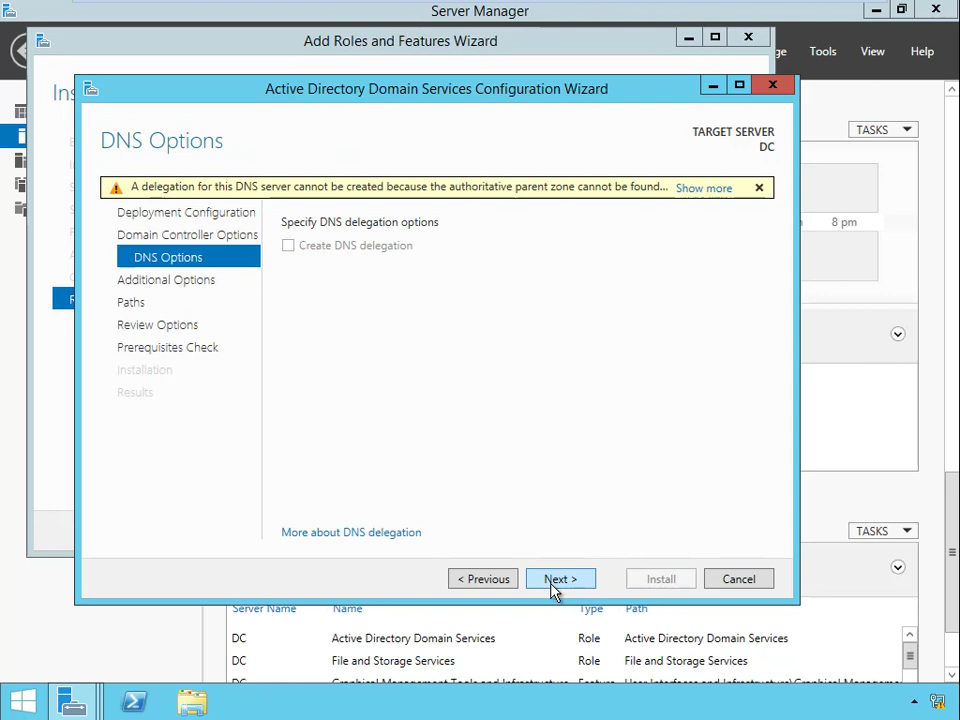 Server Manager
Add Roles and Features Wizard
Tools View Help
Active Directory Domain Services Configuration Wizard
DNS Options
TARGET SERVER
DC
TASKS
A delegation for this DNS server cannot be created because the authoritative parent zone cannot be found... Show more
Deployment Configuration
Domain Controller Options
DNS Options
Additional Options
Paths
Review Options
Prerequisites Check
Installation
Results
Specify DNS delegation options
Create DNS delegation
8 pm
More about DNS delegation
TASKS
< Previous Next > Install Cancel
Server Name Name Type Path
DC Active Directory Domain Services Role Active Directory Domain Services
DC File and Storage Services Role File and Storage Services